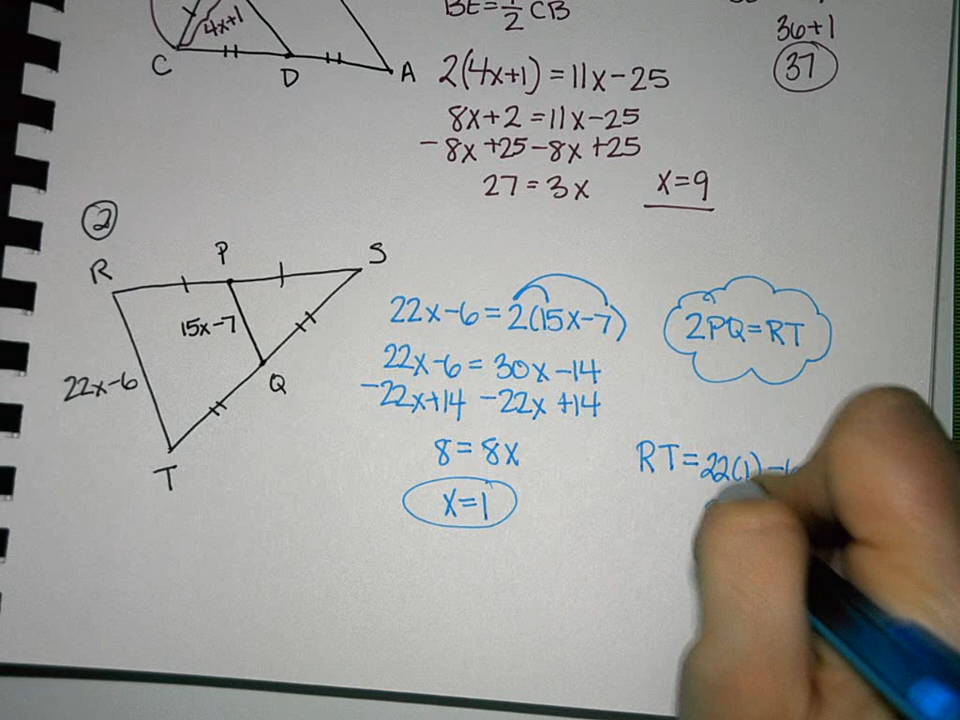 BE=1/2 CB
36+1
37
4x+1
C
D
A
2(4x+1)=11x-25
8x+2=11x-25
-8x+25-8x+25
27=3x
x=9
2
R
P
S
15x-7
22x-6
Q
T
22x-6=2(15x-7)
22x-6=30x-14
-22x+14 -22x+14
8=8x
x=1
2PQ=RT
RT=22(1)-